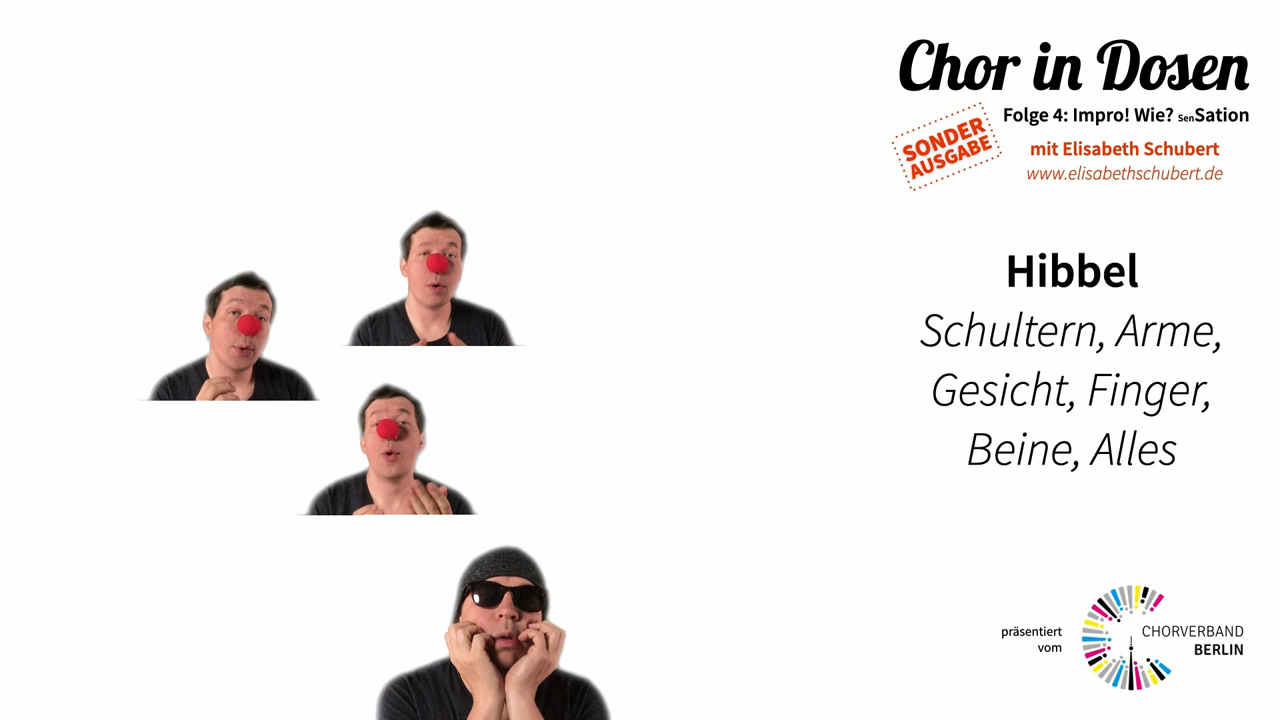 Chor in Dosen
Folge 4: Impro! Wie? SenSation
SONDER
AUSGABE
mit Elisabeth Schubert
www.elisabethschubert.de
Hibbel
Schultern, Arme,
Gesicht, Finger,
Beine, Alles
präsentiert
vom
CHORVERBAND
BERLIN